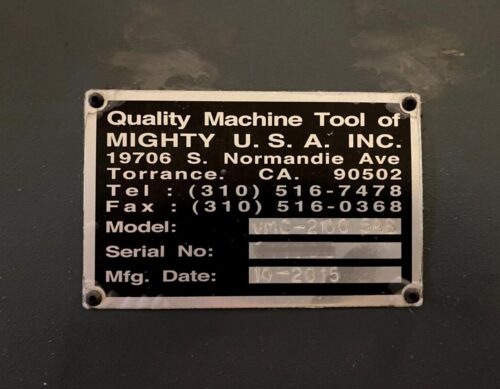 Quality Machine Tool of
MIGHTY U. S. A. INC.
19706 S. Normandie Ave
Torrance. CA. 90502
Tel : (310) 516-7478
Fax : (310) 516-0368
Model: VMC-2100
Serial No:
Mfg. Date: 10-2015